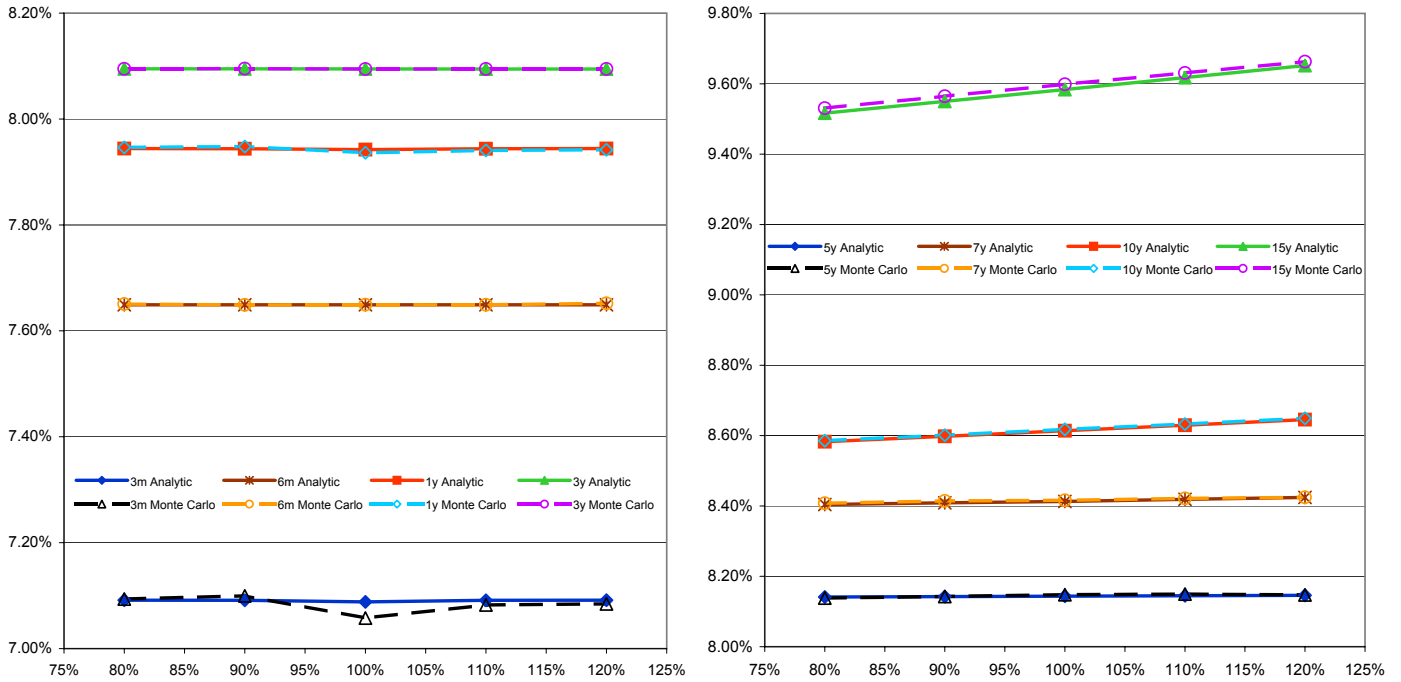 8.20%
8.00%
7.80%
7.60%
7.40%
3m Analytic 6m Analytic 1y Analytic 3y Analytic
3m Monte Carlo 6m Monte Carlo 1y Monte Carlo 3y Monte Carlo
7.20%
7.00%
75% 80% 85% 90% 95% 100% 105% 110% 115% 120% 125%
9.80%
9.60%
9.40%
9.20%
5y Analytic 7y Analytic 10y Analytic 15y Analytic
5y Monte Carlo 7y Monte Carlo 10y Monte Carlo 15y Monte Carlo
9.00%
8.80%
8.60%
8.40%
8.20%
8.00%
75% 80% 85% 90% 95% 100% 105% 110% 115% 120% 125%